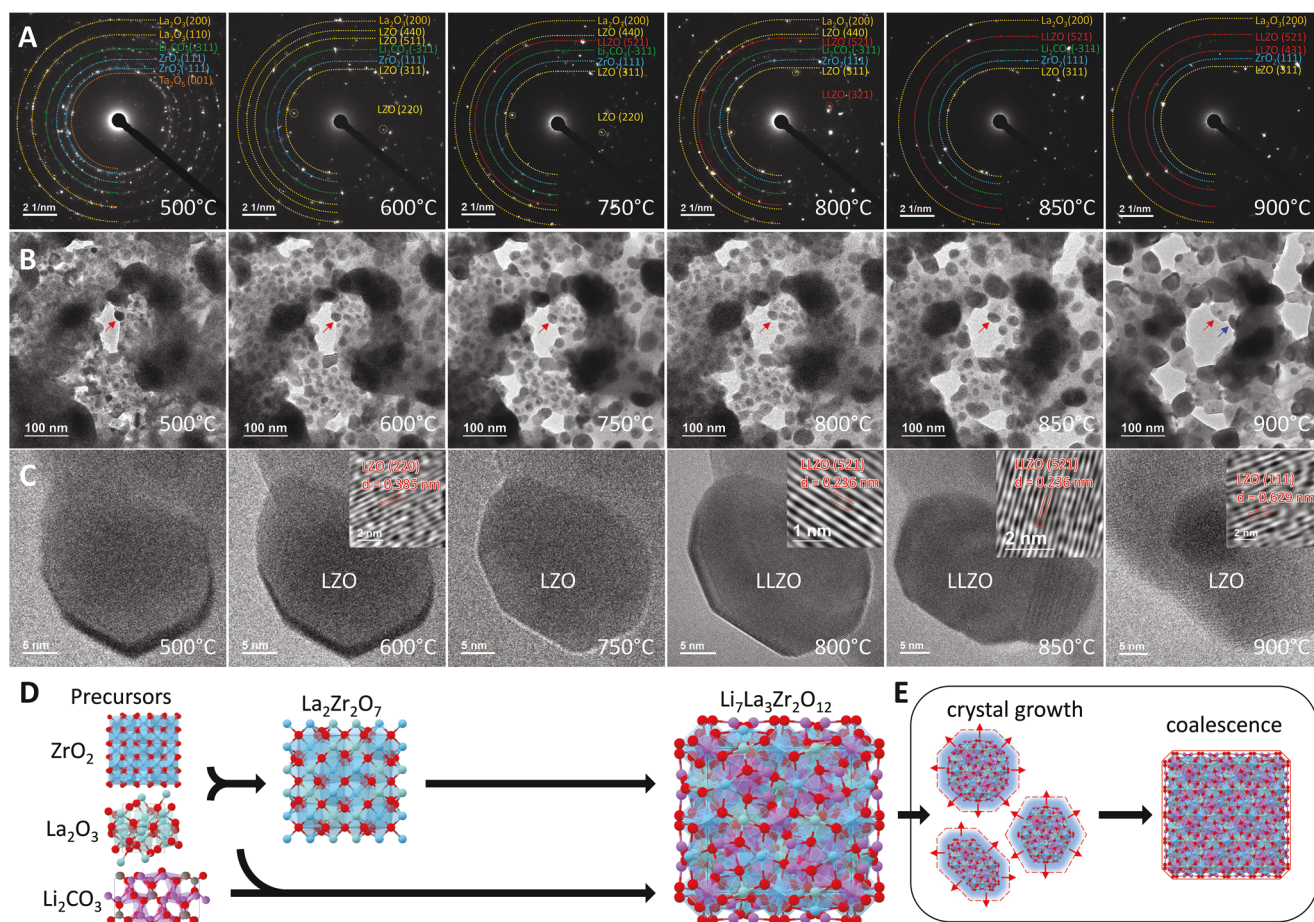 A
La₂O₃(200)
La₂O₃(110)
Li₂CO₃(-311)
ZrO₂(111)
ZrO₂(-111)
Ta₂O₅(001)
2 1/nm
500°C
La₂O₃(200)
LZO (440)
LZO (511)
Li₂CO₃(-311)
ZrO₂(111)
LZO (311)
LZO (220)
2 1/nm
600°C
La₂O₃(200)
LZO (440)
LLZO (521)
Li₂CO₃(-311)
ZrO₂(111)
LZO (311)
LZO (220)
2 1/nm
750°C
La₂O₃(200)
LZO (440)
LLZO (521)
Li₂CO₃(-311)
ZrO₂(111)
LZO (311)
LLZO (321)
2 1/nm
800°C
La₂O₃(200)
LLZO (521)
Li₂CO₃(-311)
ZrO₂(111)
LZO (311)
2 1/nm
850°C
La₂O₃(200)
LLZO (521)
LLZO (431)
ZrO₂(111)
LZO (311)
2 1/nm
900°C
B
100 nm
500°C
100 nm
600°C
100 nm
750°C
100 nm
800°C
100 nm
850°C
100 nm
900°C
C
5 nm
500°C
LZO (220)
d = 0.385 nm
2 nm
LZO
5 nm
600°C
LZO
5 nm
750°C
LLZO (521)
d = 0.236 nm
1 nm
LLZO
5 nm
800°C
LLZO (521)
d = 0.236 nm
2 nm
LLZO
5 nm
850°C
LZO (111)
d = 0.629 nm
2 nm
LZO
5 nm
900°C
D
Precursors
ZrO₂
La₂O₃
Li₂CO₃
La₂Zr₂O₇
Li₇La₃Zr₂O₁₂
E
crystal growth
coalescence